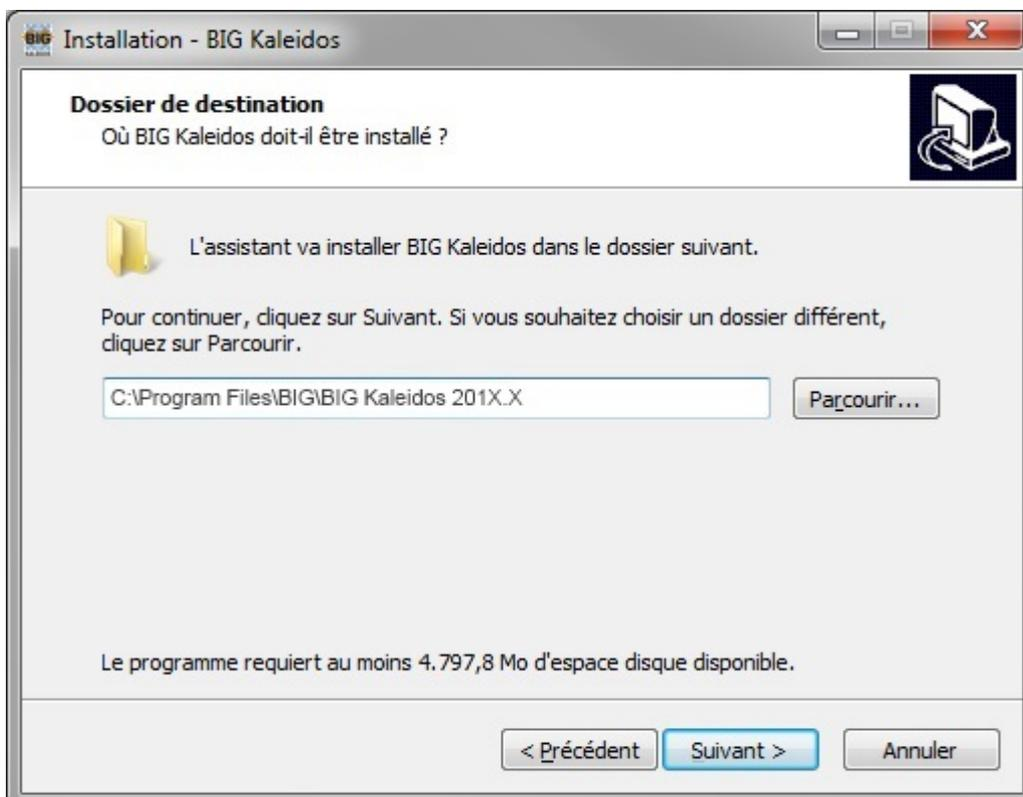 BIG Installation - BIG Kaleidos
Dossier de destination
Où BIG Kaleidos doit-il être installé ?
L'assistant va installer BIG Kaleidos dans le dossier suivant.
Pour continuer, cliquez sur Suivant. Si vous souhaitez choisir un dossier différent,
cliquez sur Parcourir.
C:\Program Files\BIG\BIG Kaleidos 201X.X
Parcourir...
Le programme requiert au moins 4.797,8 Mo d'espace disque disponible.
< Précédent
Suivant >
Annuler